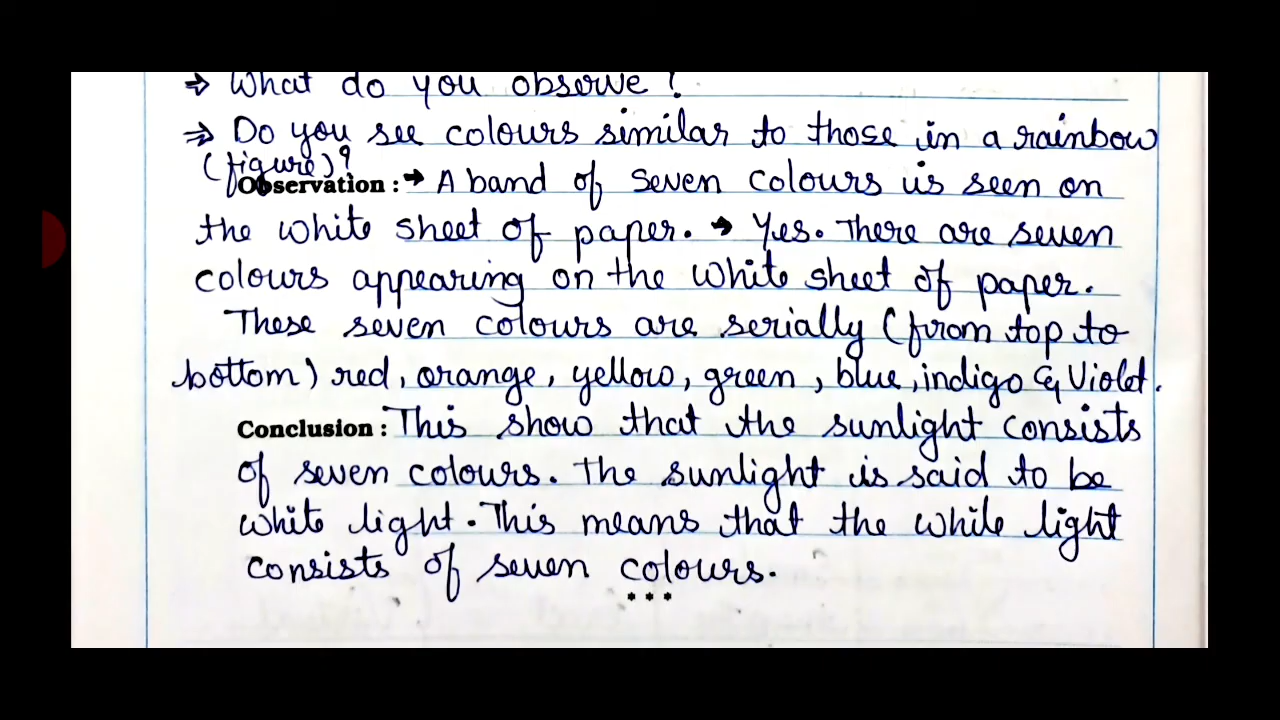 ⇒ What do you observe?
⇒ Do you see colours similar to those in a rainbow
(figure)?
Observation : → A band of seven colours is seen on
the white sheet of paper. → Yes. There are seven
colours appearing on the white sheet of paper.
These seven colours are serially (from top to
bottom) red, orange, yellow, green, blue, indigo & Violet.
Conclusion : This show that the sunlight consists
of seven colours. The sunlight is said to be
white light. This means that the while light
consists of seven colours.
* * *